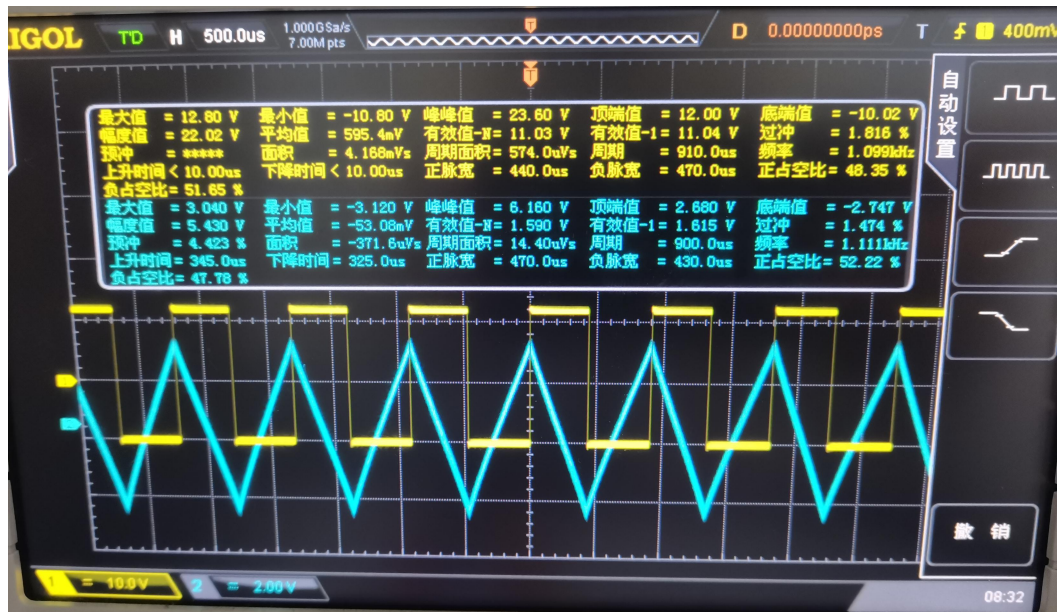 RIGOL T'D H 500.0us 1.000GSa/s 7.00M pts D 0.00000000ps T 400mV
T
自动设置
最大值 = 12.80 V 最小值 = -10.80 V 峰峰值 = 23.60 V 顶端值 = 12.00 V 底端值 = -10.02 V
幅度值 = 22.02 V 平均值 = 595.4mV 有效值-N= 11.03 V 有效值-1= 11.04 V 过冲 = 1.816 %
预冲 = ***** 面积 = 4.168mVs 周期面积= 574.0uVs 周期 = 910.0us 频率 = 1.099kHz
上升时间< 10.00us 下降时间< 10.00us 正脉宽 = 440.0us 负脉宽 = 470.0us 正占空比= 48.35 %
负占空比= 51.65 %
最大值 = 3.040 V 最小值 = -3.120 V 峰峰值 = 6.160 V 顶端值 = 2.680 V 底端值 = -2.747 V
幅度值 = 5.430 V 平均值 = -53.08mV 有效值-N= 1.590 V 有效值-1= 1.615 V 过冲 = 1.474 %
预冲 = 4.423 % 面积 = -371.6uVs 周期面积= 14.40uVs 周期 = 900.0us 频率 = 1.111kHz
上升时间= 345.0us 下降时间= 325.0us 正脉宽 = 470.0us 负脉宽 = 430.0us 正占空比= 52.22 %
负占空比= 47.78 %
撤销
1 = 10.0V 2 = 2.00 V
08:32